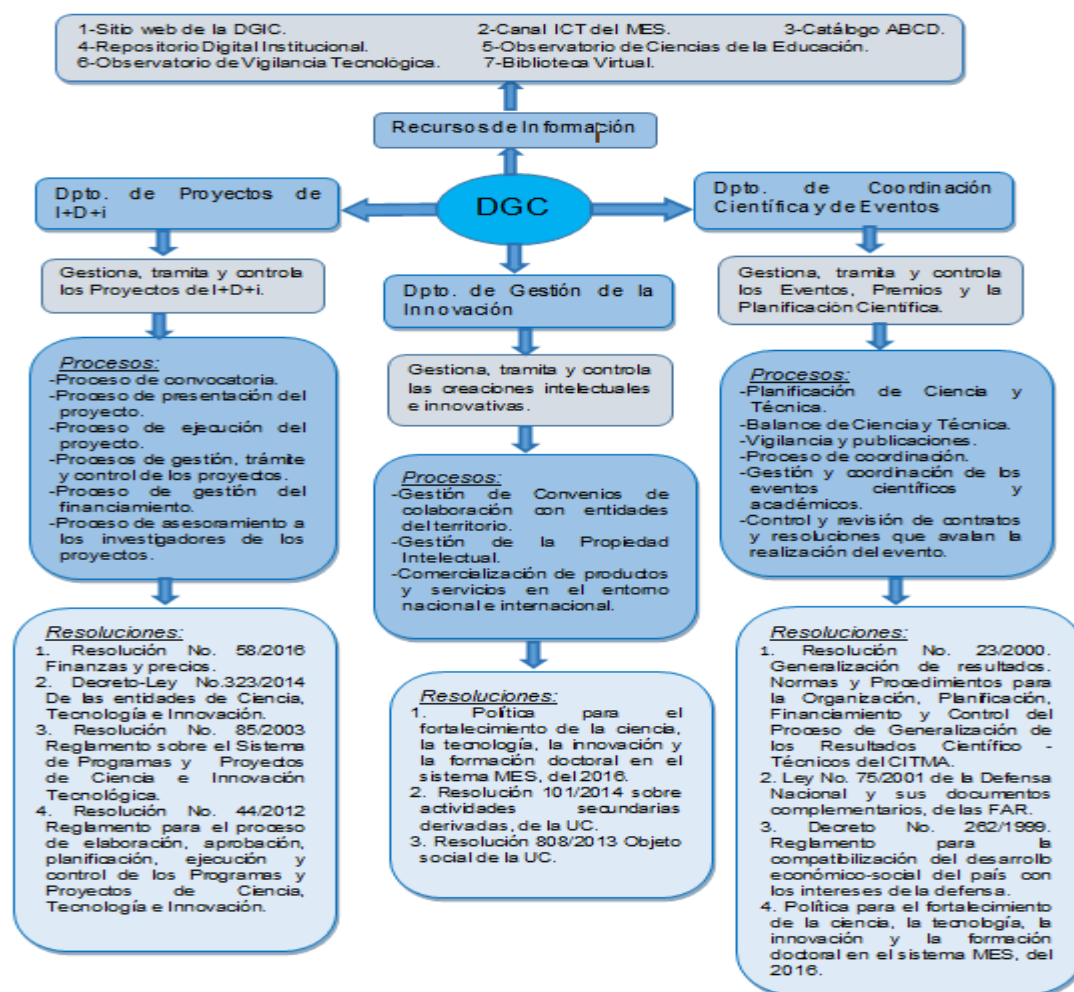 1-Sitio web de la DGIC. 2-Canal ICT del MES. 3-Catálogo ABCD.
4-Repositorio Digital Institucional. 5-Observatorio de Ciencias de la Educación.
6-Observatorio de Vigilancia Tecnológica. 7-Biblioteca Virtual.
Recursos de Información
DGC
Dpto. de Proyectos de
I+D+i
Gestiona, tramita y controla
los Proyectos de I+D+i.
Procesos:
-Proceso de convocatoria.
-Proceso de presentación del
proyecto.
-Proceso de ejecución del
proyecto.
-Procesos de gestión, trámite
y control de los proyectos.
-Proceso de gestión del
financiamiento.
-Proceso de asesoramiento a
los investigadores de los
proyectos.
Resoluciones:
1. Resolución No. 58/2016
Finanzas y precios.
2. Decreto-Ley No.323/2014
De las entidades de Ciencia,
Tecnología e Innovación.
3. Resolución No. 85/2003
Reglamento sobre el Sistema
de Programas y Proyectos
de Ciencia e Innovación
Tecnológica.
4. Resolución No. 44/2012
Reglamento para el proceso
de elaboración, aprobación,
planificación, ejecución y
control de los Programas y
Proyectos de Ciencia,
Tecnología e Innovación.
Dpto. de Gestión de la
Innovación
Gestiona, tramita y controla
las creaciones intelectuales
e innovativas.
Procesos:
-Gestión de Convenios de
colaboración con entidades
del territorio.
-Gestión de la Propiedad
Intelectual.
-Comercialización de productos
y servicios en el entorno
nacional e internacional.
Resoluciones:
1. Política para el
fortalecimiento de la ciencia,
la tecnología, la innovación y
la formación doctoral en el
sistema MES, del 2016.
2. Resolución 101/2014 sobre
actividades secundarias
derivadas, de la UC.
3. Resolución 808/2013 Objeto
social de la UC.
Dpto. de Coordinación
Científica y de Eventos
Gestiona, tramita y controla
los Eventos, Premios y la
Planificación Científica.
Procesos:
-Planificación de Ciencia y
Técnica.
-Balance de Ciencia y Técnica.
-Vigilancia y publicaciones.
-Proceso de coordinación.
-Gestión y coordinación de los
eventos científicos y
académicos.
-Control y revisión de contratos
y resoluciones que avalan la
realización del evento.
Resoluciones:
1. Resolución No. 23/2000.
Generalización de resultados.
Normas y Procedimientos para
la Organización, Planificación,
Financiamiento y Control del
Proceso de Generalización de
los Resultados Científico -
Técnicos del CITMA.
2. Ley No. 75/2001 de la Defensa
Nacional y sus documentos
complementarios, de las FAR.
3. Decreto No. 262/1999.
Reglamento para la
compatibilización del desarrollo
económico-social del país con
los intereses de la defensa.
4. Política para el fortalecimiento
de la ciencia, la tecnología, la
innovación y la formación
doctoral en el sistema MES, del
2016.